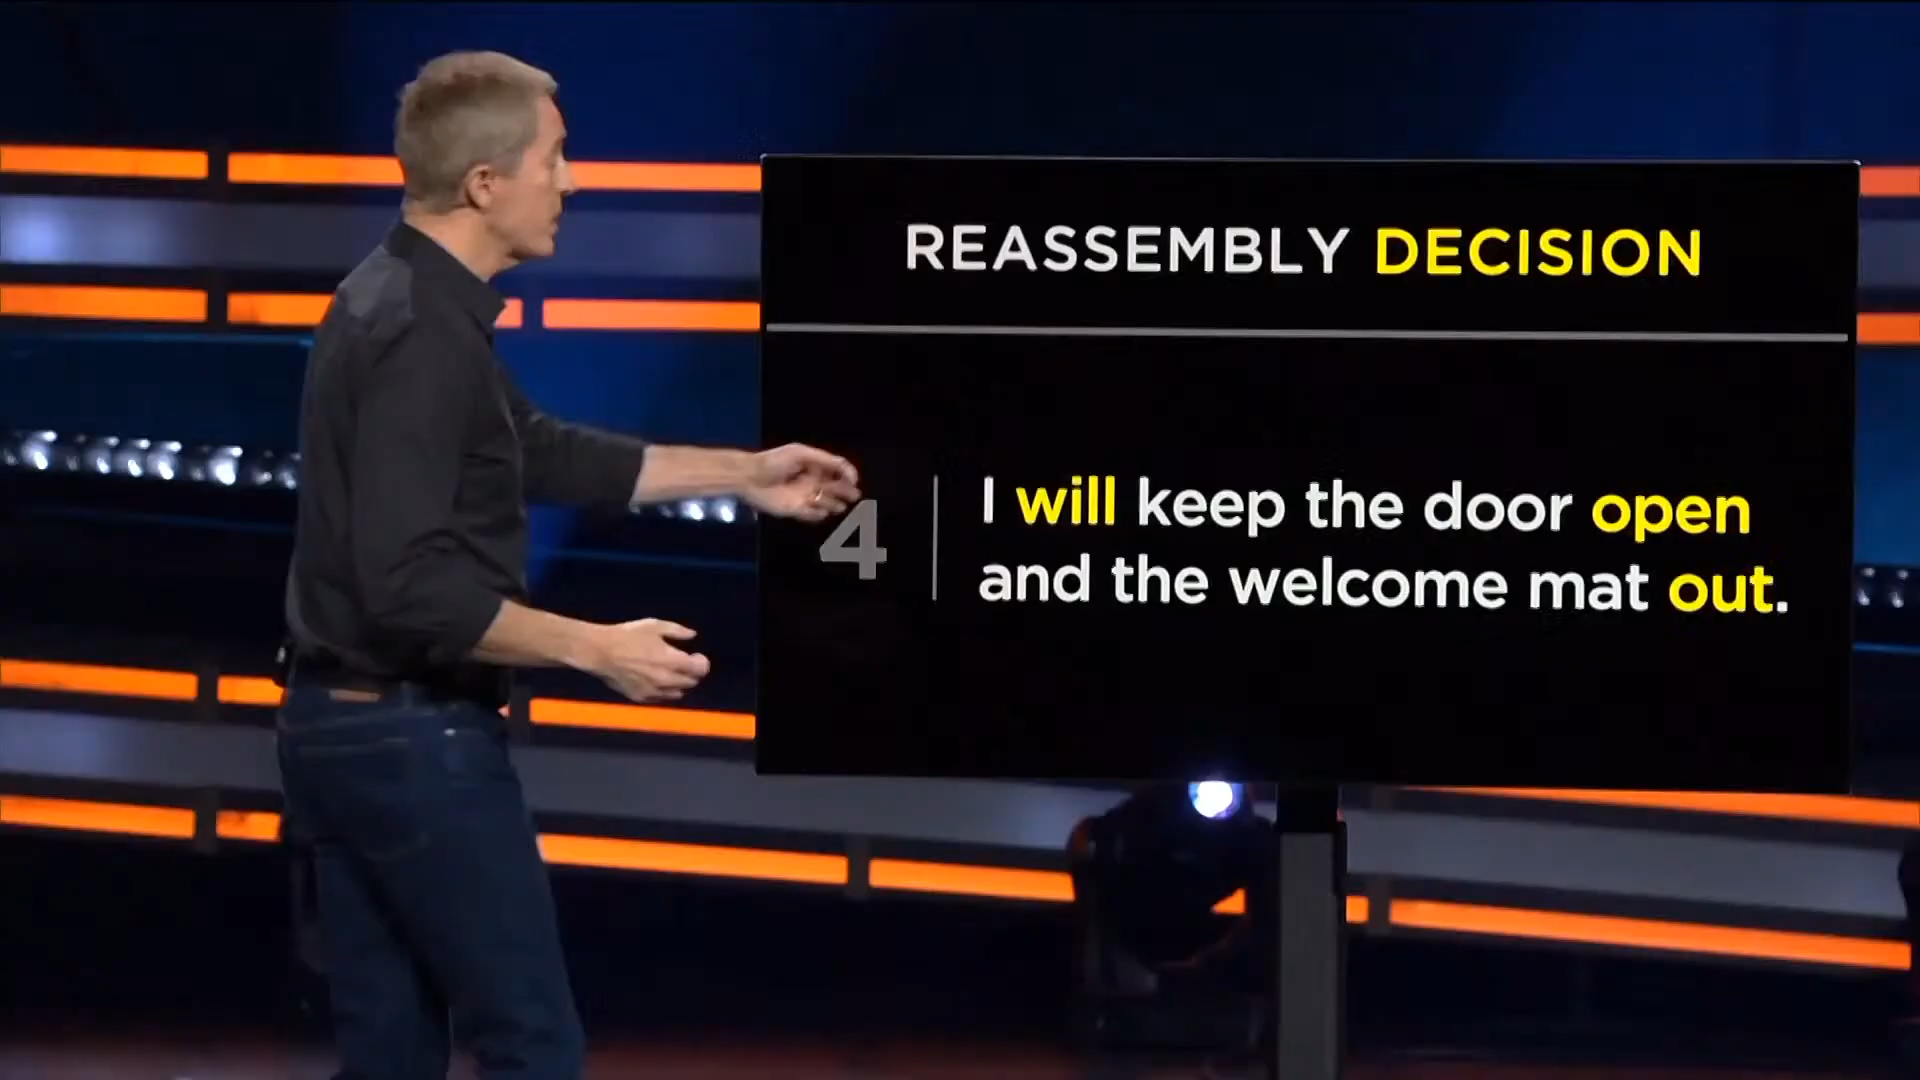 REASSEMBLY DECISION
4
I will keep the door open
and the welcome mat out.